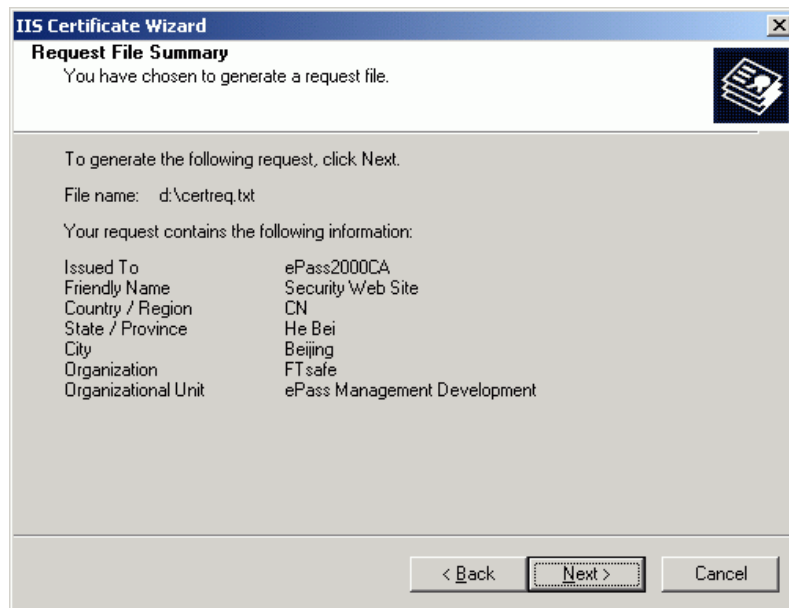 IIS Certificate Wizard
Request File Summary
You have chosen to generate a request file.
To generate the following request, click Next.
File name: d:\certreq.txt
Your request contains the following information:
Issued To ePass2000CA
Friendly Name Security Web Site
Country / Region CN
State / Province He Bei
City Beijing
Organization FTsafe
Organizational Unit ePass Management Development
< Back Next > Cancel